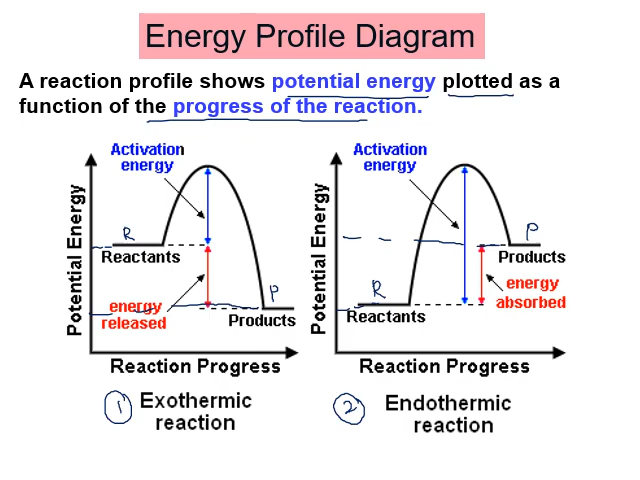 Energy Profile Diagram
A reaction profile shows potential energy plotted as a
function of the progress of the reaction.
Activation
energy
Potential Energy
R
Reactants
energy
released
P
Products
Reaction Progress
1 Exothermic
reaction
Activation
energy
Potential Energy
P
Products
energy
absorbed
R
Reactants
Reaction Progress
2 Endothermic
reaction